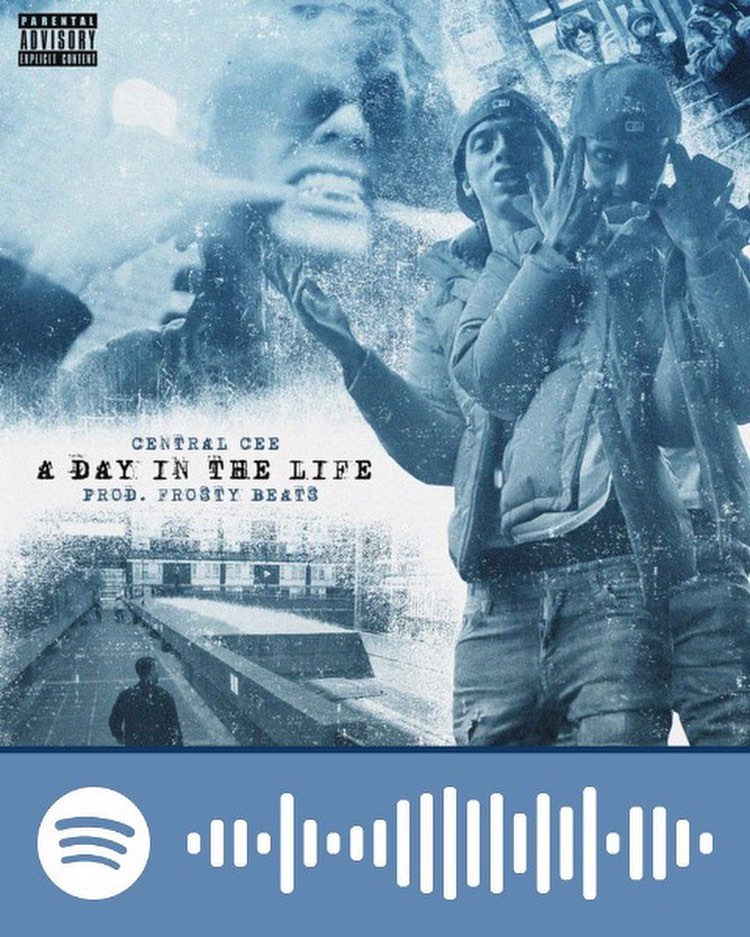 PARENTAL
ADVISORY
EXPLICIT CONTENT
CENTRAL CEE
A DAY IN THE LIFE
PROD. FROSTY BEATS